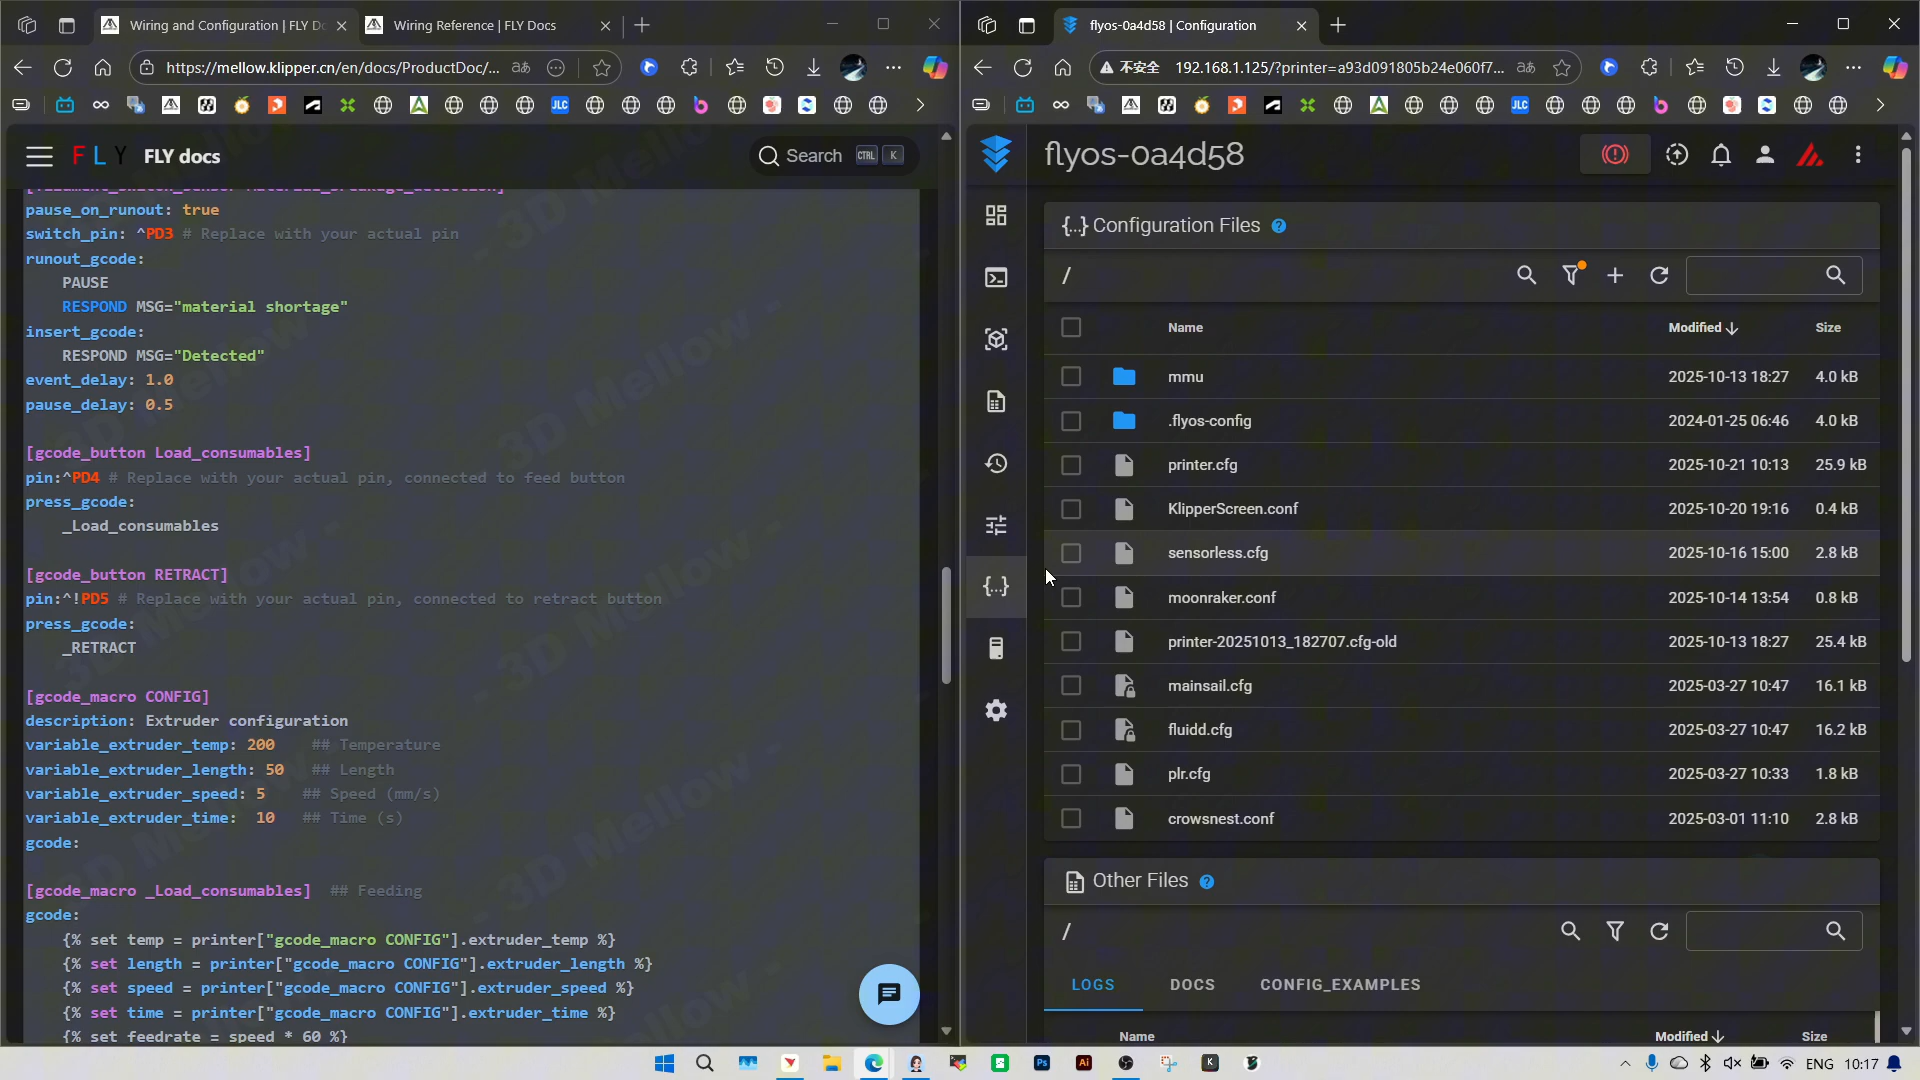 Wiring and Configuration | FLY Dc
Wiring Reference | FLY Docs
https://mellow.klipper.cn/en/docs/ProductDoc/...
FLY FLY docs
Search CTRL K
pause_on_runout: true
switch_pin: ^PD3 # Replace with your actual pin
runout_gcode:
PAUSE
RESPOND MSG="material shortage"
insert_gcode:
RESPOND MSG="Detected"
event_delay: 1.0
pause_delay: 0.5
[gcode_button Load_consumables]
pin:^PD4 # Replace with your actual pin, connected to feed button
press_gcode:
_Load_consumables
[gcode_button RETRACT]
pin:^!PD5 # Replace with your actual pin, connected to retract button
press_gcode:
_RETRACT
[gcode_macro CONFIG]
description: Extruder configuration
variable_extruder_temp: 200 ## Temperature
variable_extruder_length: 50 ## Length
variable_extruder_speed: 5 ## Speed (mm/s)
variable_extruder_time: 10 ## Time (s)
gcode:
[gcode_macro _Load_consumables] ## Feeding
gcode:
{% set temp = printer["gcode_macro CONFIG"].extruder_temp %}
{% set length = printer["gcode_macro CONFIG"].extruder_length %}
{% set speed = printer["gcode_macro CONFIG"].extruder_speed %}
{% set time = printer["gcode_macro CONFIG"].extruder_time %}
{% set feedrate = speed * 60 %}
flyos-0a4d58 | Configuration
不安全 192.168.1.125/?printer=a93d091805b24e060f7...
flyos-0a4d58
{...} Configuration Files
/
Name Modified Size
mmu 2025-10-13 18:27 4.0 kB
.flyos-config 2024-01-25 06:46 4.0 kB
printer.cfg 2025-10-21 10:13 25.9 kB
KlipperScreen.conf 2025-10-20 19:16 0.4 kB
sensorless.cfg 2025-10-16 15:00 2.8 kB
moonraker.conf 2025-10-14 13:54 0.8 kB
printer-20251013_182707.cfg-old 2025-10-13 18:27 25.4 kB
mainsail.cfg 2025-03-27 10:47 16.1 kB
fluidd.cfg 2025-03-27 10:47 16.2 kB
plr.cfg 2025-03-27 10:33 1.8 kB
crowsnest.conf 2025-03-01 11:10 2.8 kB
Other Files
/
LOGS DOCS CONFIG_EXAMPLES
Name Modified Size
ENG 10:17